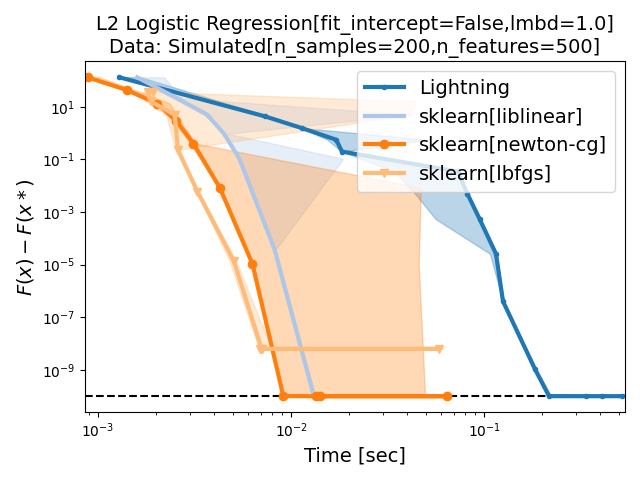 L2 Logistic Regression[fit_intercept=False,lmbd=1.0]
Data: Simulated[n_samples=200,n_features=500]
Lightning
sklearn[liblinear]
sklearn[newton-cg]
sklearn[lbfgs]
F(x) − F(x*)
10¹
10⁻¹
10⁻³
10⁻⁵
10⁻⁷
10⁻⁹
10⁻³ 10⁻² 10⁻¹
Time [sec]